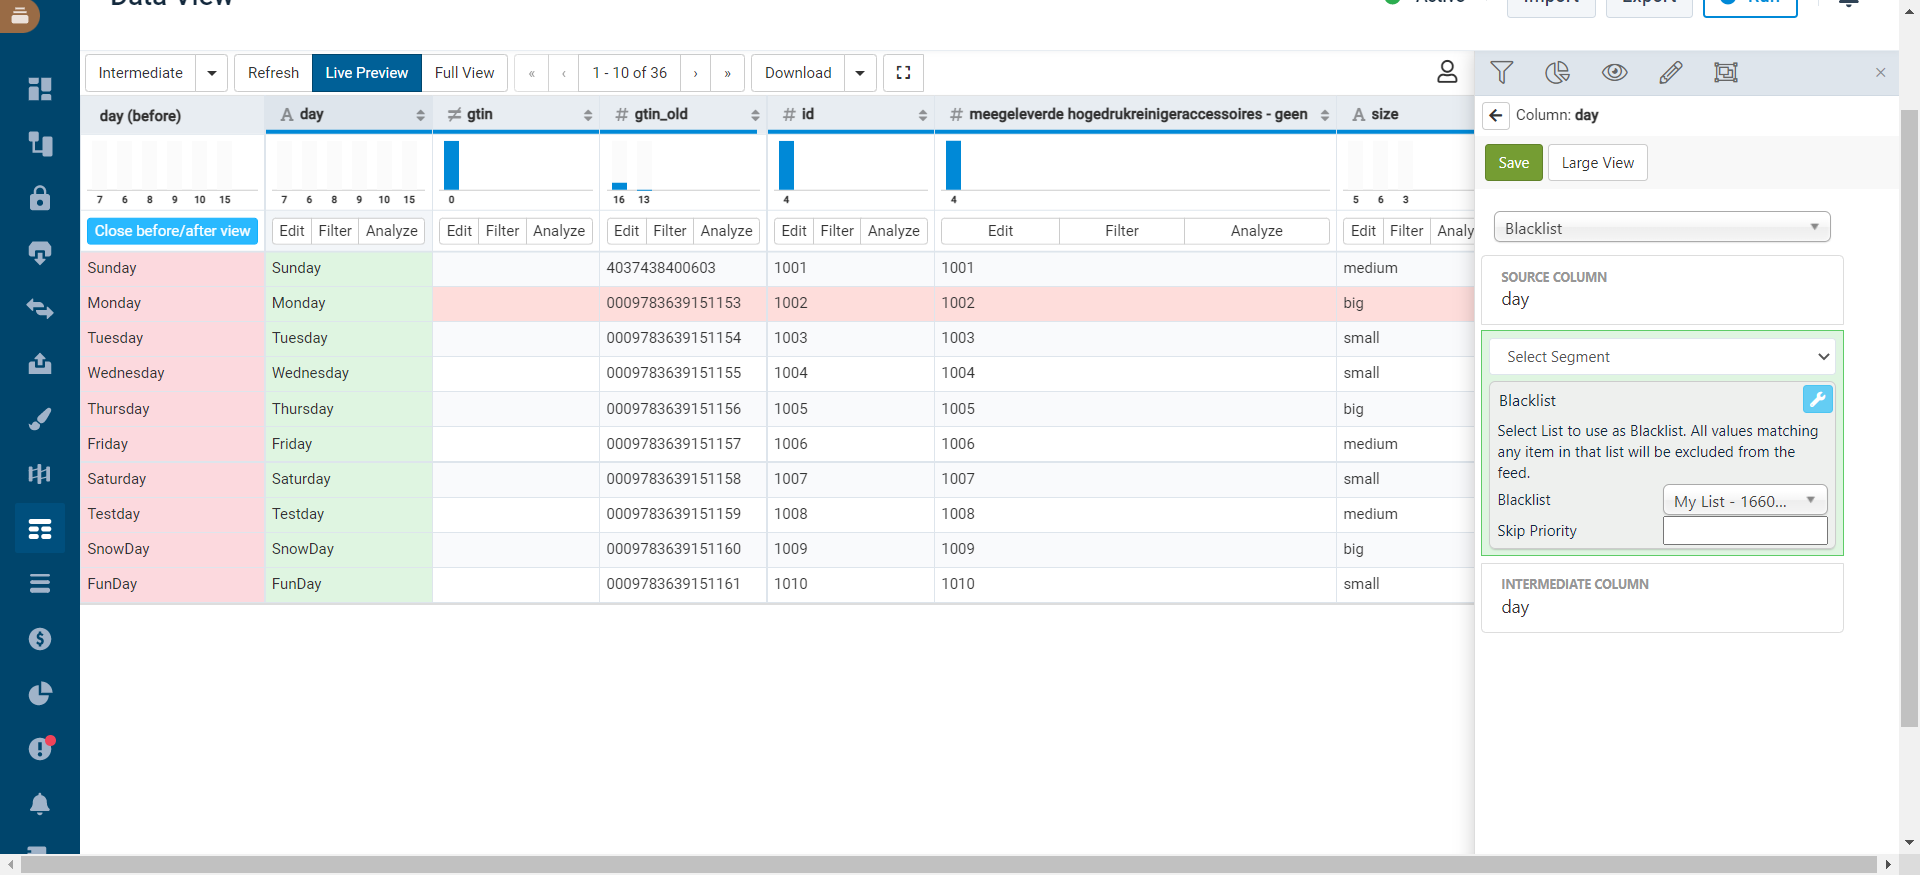 Data View
Active Import Export Run
Intermediate Refresh Live Preview Full View « ‹ 1 - 10 of 36 › » Download
Column: day
day (before) day gtin gtin_old id meegeleverde hogedrukreinigeraccessoires - geen size
Save Large View
7 6 8 9 10 15 7 6 8 9 10 15 0 16 13 4 4 5 6 3
Close before/after view Edit Filter Analyze Edit Filter Analyze Edit Filter Analyze Edit Filter Analyze Edit Filter Analyze Edit Filter Analy
Blacklist
Sunday Sunday 4037438400603 1001 1001 medium
Monday Monday 0009783639151153 1002 1002 big
Tuesday Tuesday 0009783639151154 1003 1003 small
Wednesday Wednesday 0009783639151155 1004 1004 small
Thursday Thursday 0009783639151156 1005 1005 big
Friday Friday 0009783639151157 1006 1006 medium
Saturday Saturday 0009783639151158 1007 1007 small
Testday Testday 0009783639151159 1008 1008 medium
SnowDay SnowDay 0009783639151160 1009 1009 big
FunDay FunDay 0009783639151161 1010 1010 small
SOURCE COLUMN
day
Select Segment
Blacklist
Select List to use as Blacklist. All values matching
any item in that list will be excluded from the
feed.
Blacklist My List - 1660...
Skip Priority
INTERMEDIATE COLUMN
day